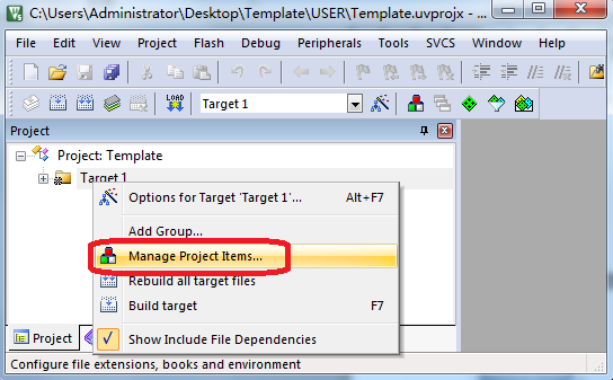 C:\Users\Administrator\Desktop\Template\USER\Template.uvprojx - ...
File Edit View Project Flash Debug Peripherals Tools SVCS Window Help
LOAD Target 1
Project
Project: Template
Target 1
Options for Target 'Target 1'... Alt+F7
Add Group...
Manage Project Items...
Rebuild all target files
Build target F7
Show Include File Dependencies
Project
Configure file extensions, books and environment